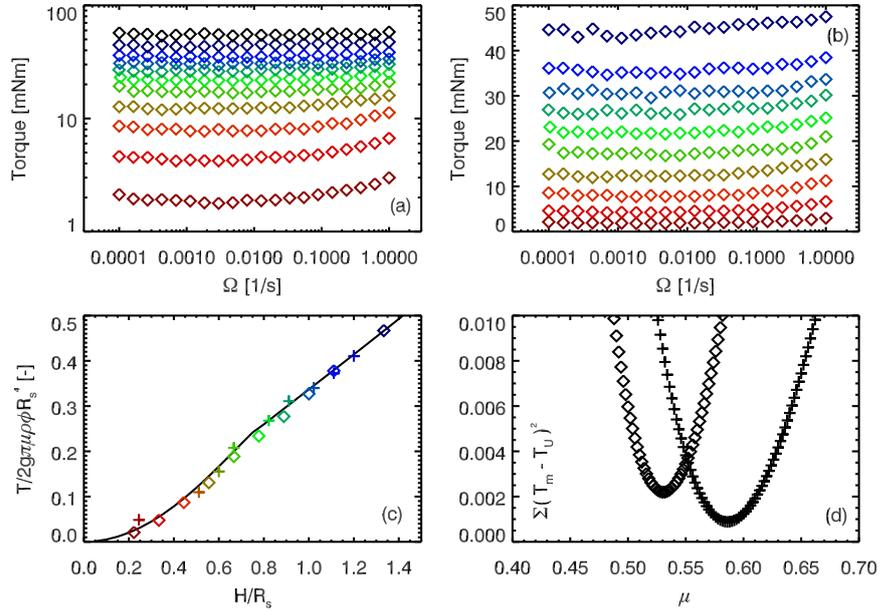 100
10
1
Torque [mNm]
(a)
0.0001 0.0010 0.0100 0.1000 1.0000
Ω [1/s]
50
40
30
20
10
0
Torque [mNm]
(b)
0.0001 0.0010 0.0100 0.1000 1.0000
Ω [1/s]
0.5
0.4
0.3
0.2
0.1
0.0
T/2gπμρϕR_s^4 [-]
(c)
0.0 0.2 0.4 0.6 0.8 1.0 1.2 1.4
H/R_s
0.010
0.008
0.006
0.004
0.002
0.000
Σ(T_m - T_U)^2
(d)
0.40 0.45 0.50 0.55 0.60 0.65 0.70
μ